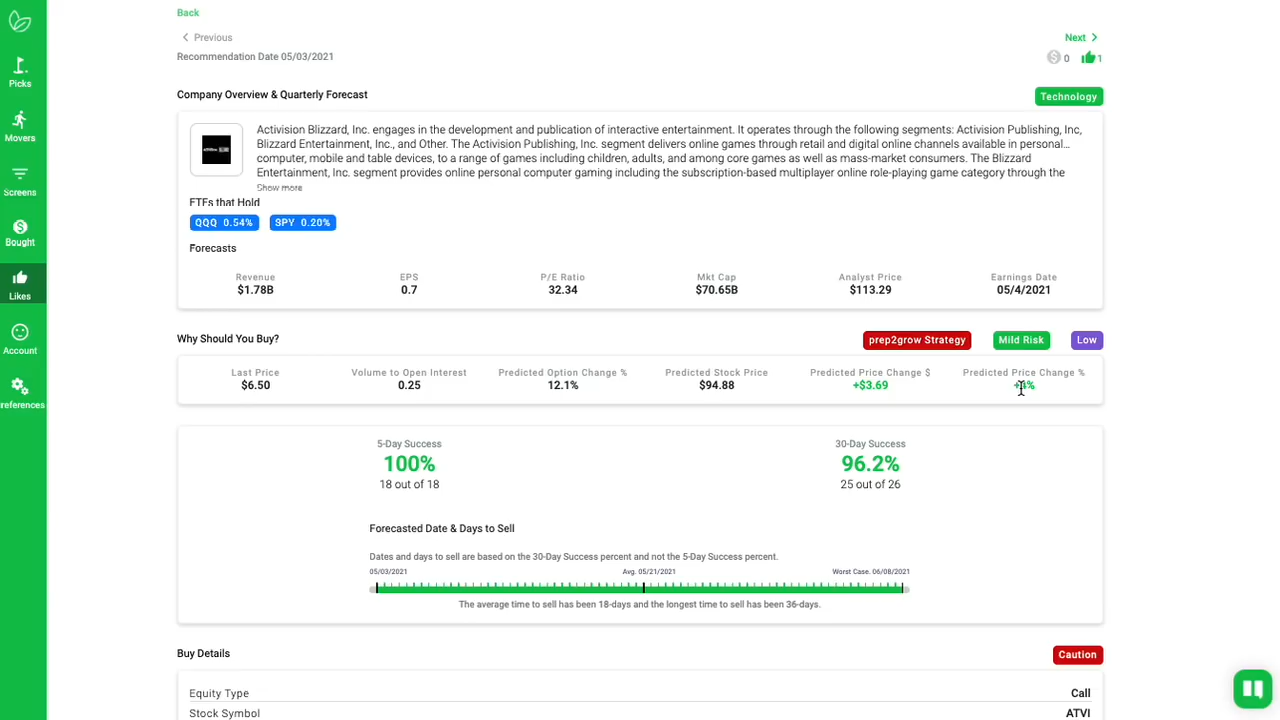 Back
Previous
Next
Recommendation Date 05/03/2021
0
1
Company Overview & Quarterly Forecast
Technology
Activision Blizzard, Inc. engages in the development and publication of interactive entertainment. It operates through the following segments: Activision Publishing, Inc,
Blizzard Entertainment, Inc., and Other. The Activision Publishing, Inc. segment delivers online games through retail and digital online channels available in personal...
computer, mobile and table devices, to a range of games including children, adults, and among core games as well as mass-market consumers. The Blizzard
Entertainment, Inc. segment provides online personal computer gaming including the subscription-based multiplayer online role-playing game category through the
Show more
ETFs that Hold
QQQ 0.54%
SPY 0.20%
Forecasts
Revenue
$1.78B
EPS
0.7
P/E Ratio
32.34
Mkt Cap
$70.65B
Analyst Price
$113.29
Earnings Date
05/4/2021
Why Should You Buy?
prep2grow Strategy
Mild Risk
Low
Last Price
$6.50
Volume to Open Interest
0.25
Predicted Option Change %
12.1%
Predicted Stock Price
$94.88
Predicted Price Change $
+$3.69
Predicted Price Change %
5-Day Success
100%
18 out of 18
30-Day Success
96.2%
25 out of 26
Forecasted Date & Days to Sell
Dates and days to sell are based on the 30-Day Success percent and not the 5-Day Success percent.
05/03/2021
Avg. 05/21/2021
Worst Case. 06/08/2021
The average time to sell has been 18-days and the longest time to sell has been 36-days.
Buy Details
Caution
Equity Type
Call
Stock Symbol
ATVI
Picks
Movers
Screens
Bought
Likes
Account
references